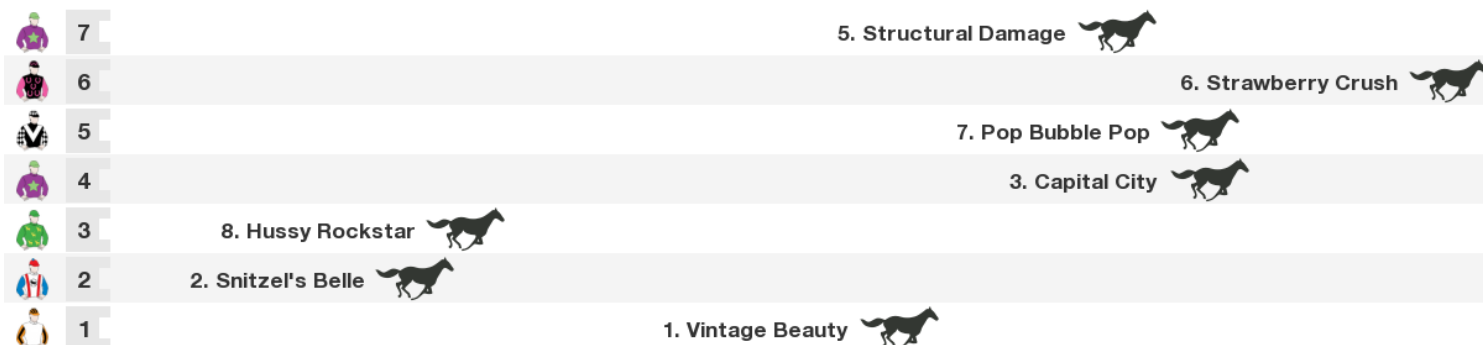 7 5. Structural Damage
6 6. Strawberry Crush
5 7. Pop Bubble Pop
4 3. Capital City
3 8. Hussy Rockstar
2 2. Snitzel's Belle
1 1. Vintage Beauty